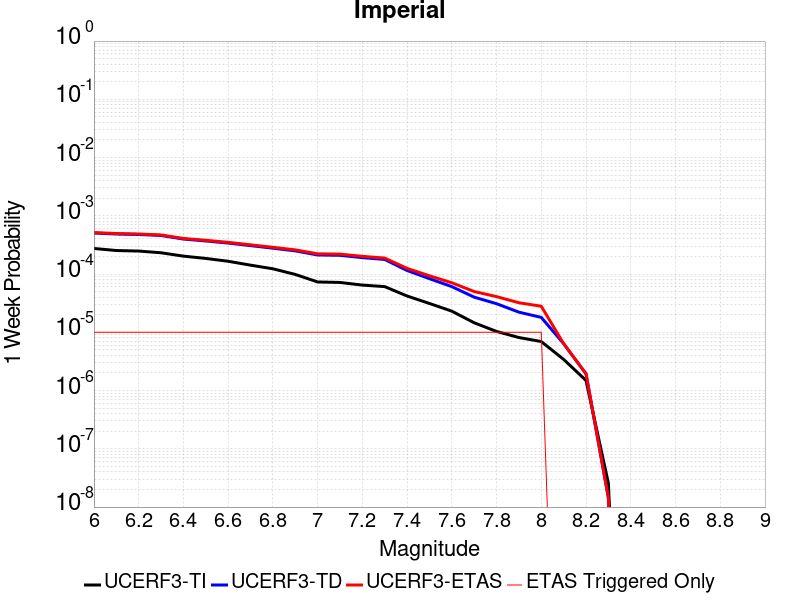 Imperial
10^0
10^-1
10^-2
10^-3
10^-4
10^-5
10^-6
10^-7
10^-8
1 Week Probability
6 6.2 6.4 6.6 6.8 7 7.2 7.4 7.6 7.8 8 8.2 8.4 8.6 8.8 9
Magnitude
UCERF3-TI UCERF3-TD UCERF3-ETAS ETAS Triggered Only